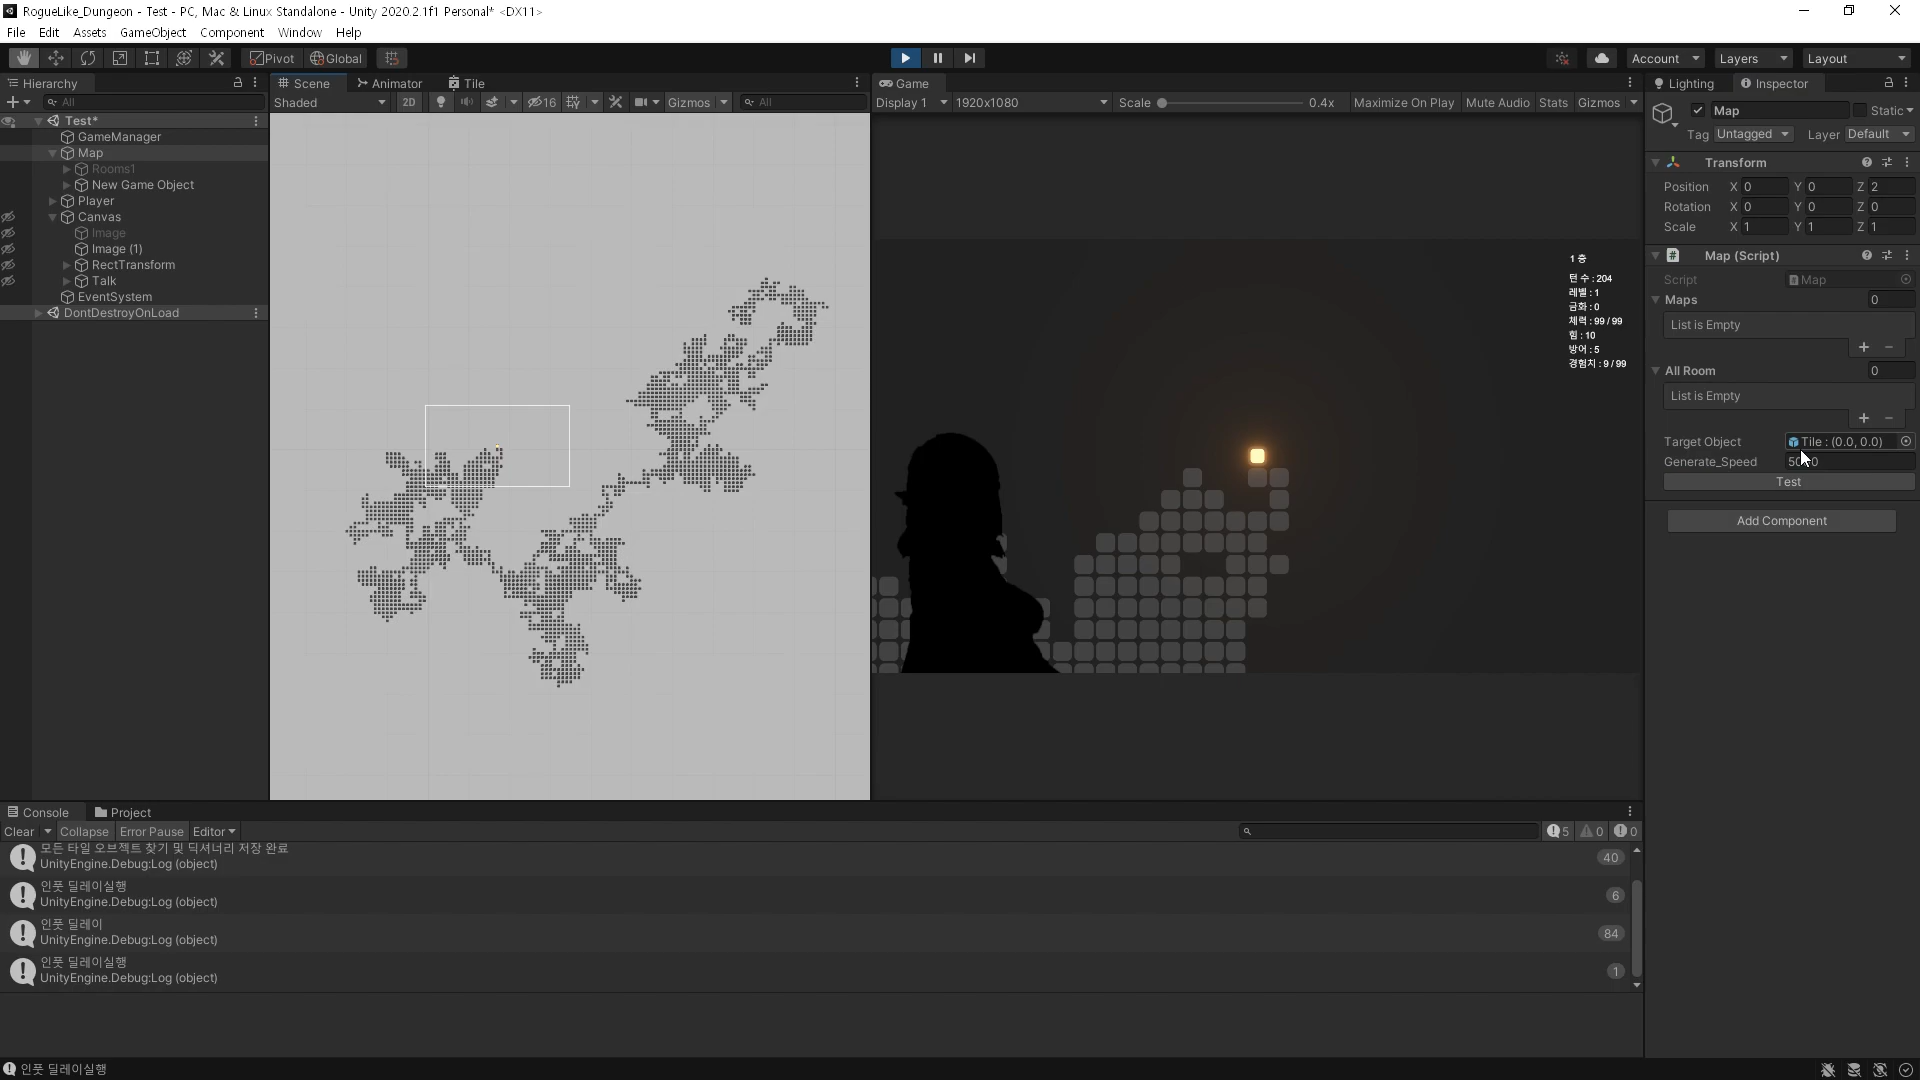 RogueLike_Dungeon - Test - PC, Mac & Linux Standalone - Unity 2020.2.1f1 Personal* <DX11>
File Edit Assets GameObject Component Window Help
Pivot Global
Account Layers Layout
Hierarchy
All
Test*
GameManager
Map
Rooms1
New Game Object
Player
Canvas
Image
Image (1)
RectTransform
Talk
EventSystem
DontDestroyOnLoad
Scene Animator Tile
Shaded 2D 16 Gizmos All
Game
Display 1 1920x1080 Scale 0.4x Maximize On Play Mute Audio Stats Gizmos
1 층
턴 수 : 204
레벨 : 1
금화 : 0
체력 : 99 / 99
힘 : 10
방어 : 5
경험치 : 9 / 99
Lighting Inspector
Map Static
Tag Untagged Layer Default
Transform
Position X 0 Y 0 Z 2
Rotation X 0 Y 0 Z 0
Scale X 1 Y 1 Z 1
Map (Script)
Script Map
Maps 0
List is Empty
+ -
All Room 0
List is Empty
+ -
Target Object Tile : (0.0, 0.0)
Generate_Speed
Test
Add Component
Console Project
Clear Collapse Error Pause Editor 5 0 0
모든 타일 오브젝트 찾기 및 딕셔너리 저장 완료
UnityEngine.Debug:Log (object) 40
인풋 딜레이실행
UnityEngine.Debug:Log (object) 6
인풋 딜레이
UnityEngine.Debug:Log (object) 84
인풋 딜레이실행
UnityEngine.Debug:Log (object) 1
인풋 딜레이실행